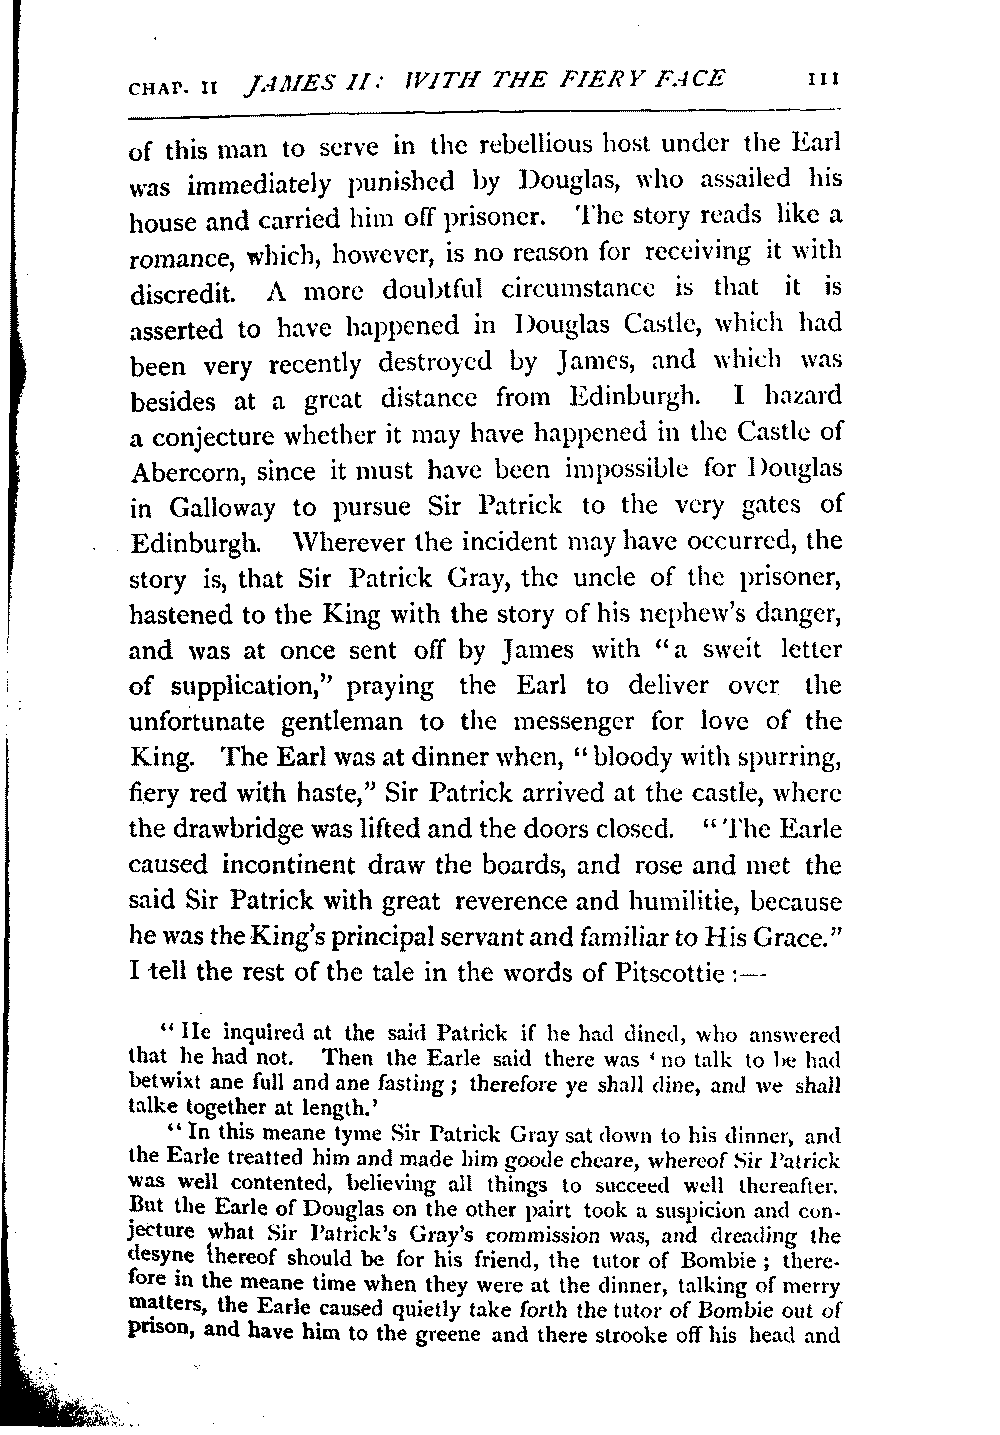 CHAP. II JAMES II: WITH THE FIERY FACE 111
of this man to serve in the rebellious host under the Earl
was immediately punished by Douglas, who assailed his
house and carried him off prisoner. The story reads like a
romance, which, however, is no reason for receiving it with
discredit. A more doubtful circumstance is that it is
asserted to have happened in Douglas Castle, which had
been very recently destroyed by James, and which was
besides at a great distance from Edinburgh. I hazard
a conjecture whether it may have happened in the Castle of
Abercorn, since it must have been impossible for Douglas
in Galloway to pursue Sir Patrick to the very gates of
Edinburgh. Wherever the incident may have occurred, the
story is, that Sir Patrick Gray, the uncle of the prisoner,
hastened to the King with the story of his nephew's danger,
and was at once sent off by James with "a sweit letter
of supplication," praying the Earl to deliver over the
unfortunate gentleman to the messenger for love of the
King. The Earl was at dinner when, "bloody with spurring,
fiery red with haste," Sir Patrick arrived at the castle, where
the drawbridge was lifted and the doors closed. "The Earle
caused incontinent draw the boards, and rose and met the
said Sir Patrick with great reverence and humilitie, because
he was the King's principal servant and familiar to His Grace."
I tell the rest of the tale in the words of Pitscottie:—
"He inquired at the said Patrick if he had dined, who answered
that he had not. Then the Earle said there was 'no talk to be had
betwixt ane full and ane fasting; therefore ye shall dine, and we shall
talke together at length.'
"In this meane tyme Sir Patrick Gray sat down to his dinner, and
the Earle treatted him and made him goode cheare, whereof Sir Patrick
was well contented, believing all things to succeed well thereafter.
But the Earle of Douglas on the other pairt took a suspicion and con-
jecture what Sir Patrick's Gray's commission was, and dreading the
desyne thereof should be for his friend, the tutor of Bombie; there-
fore in the meane time when they were at the dinner, talking of merry
matters, the Earle caused quietly take forth the tutor of Bombie out of
prison, and have him to the greene and there strooke off his head and